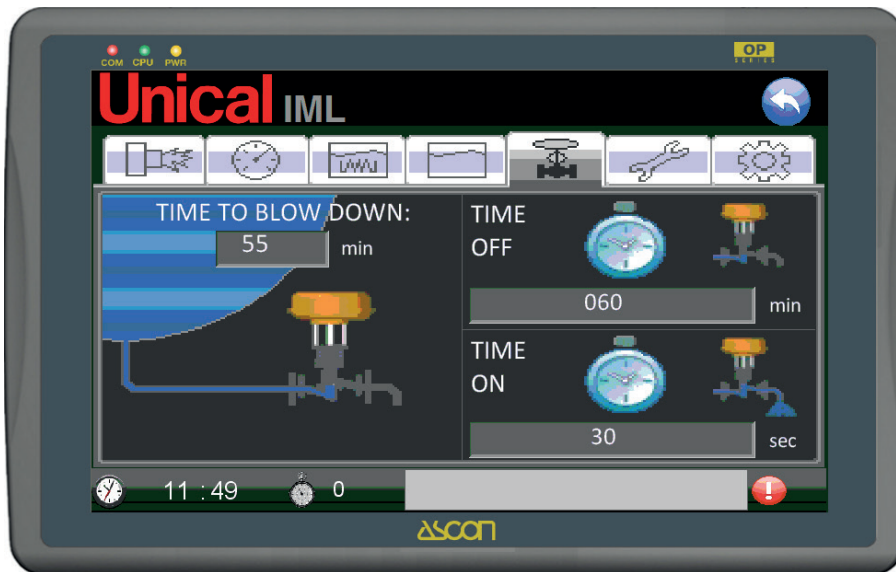 COM CPU PWR
OP
SERIES
Unical IML
TIME TO BLOW DOWN:
55 min
TIME
OFF
060 min
TIME
ON
30 sec
11 : 49 0
!
ascon